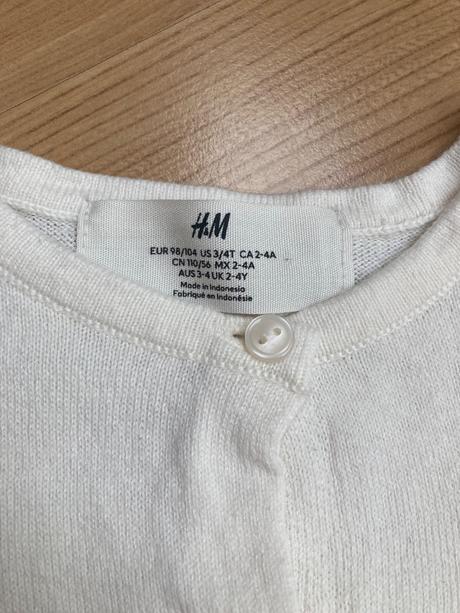 H&M
EUR 98/104 US 3/4T CA 2-4A
CN 110/56 MX 2-4A
AUS 3-4 UK 2-4Y
Made in Indonesia
Fabriqué en Indonésie